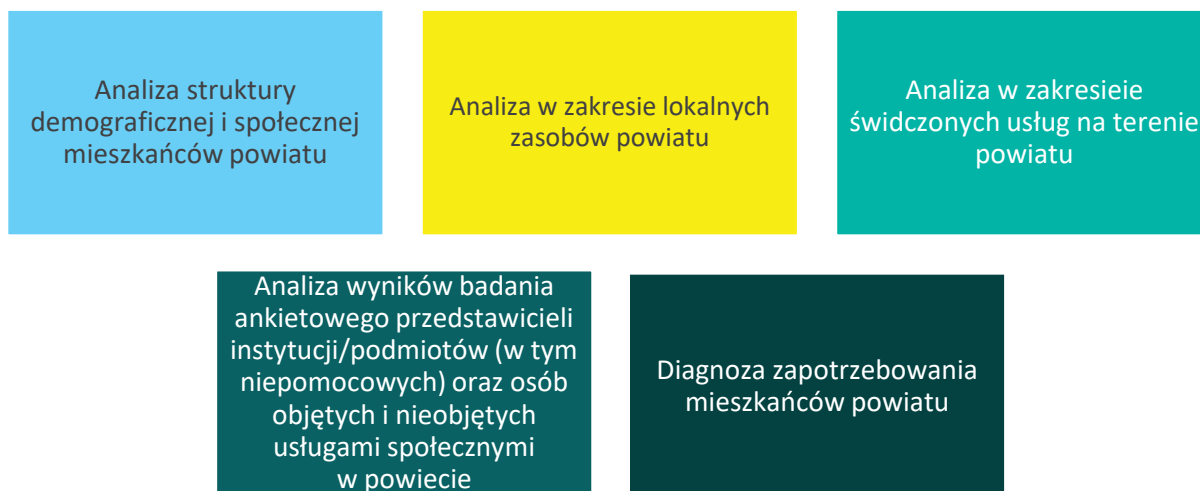 Analiza struktury
demograficznej i społecznej
mieszkańców powiatu
Analiza w zakresie lokalnych
zasobów powiatu
Analiza w zakresieie
świdczonych usług na terenie
powiatu
Analiza wyników badania
ankietowego przedstawicieli
instytucji/podmiotów (w tym
niepomocowych) oraz osób
objętych i nieobjętych
usługami społecznymi
w powiecie
Diagnoza zapotrzebowania
mieszkańców powiatu